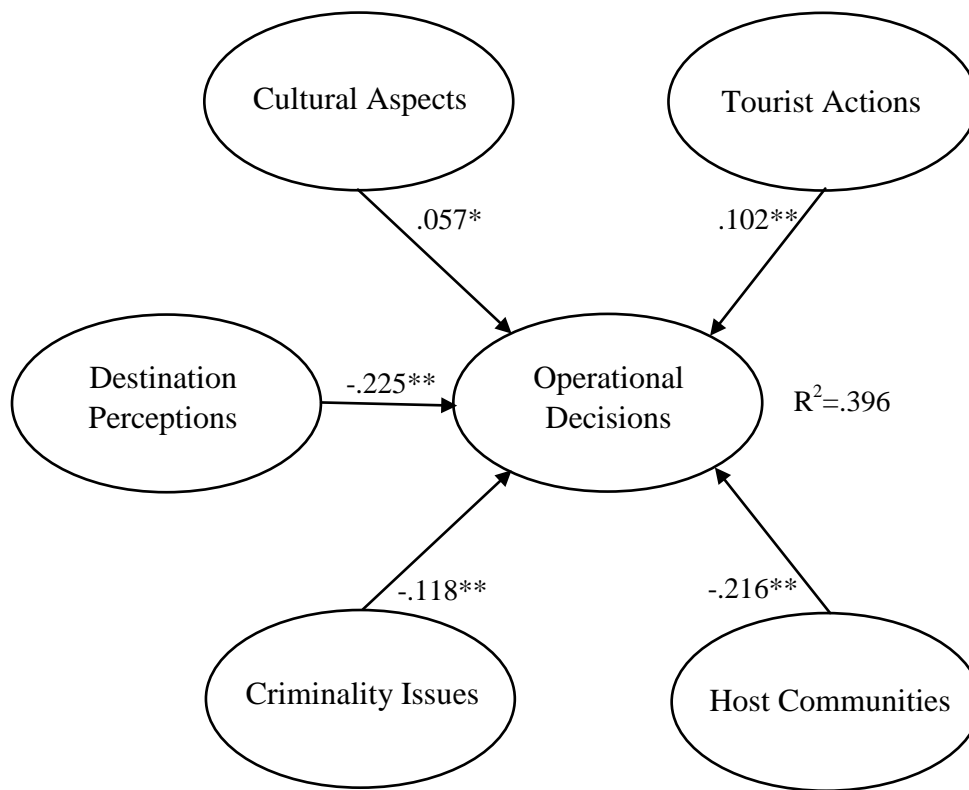 Cultural Aspects
Tourist Actions
.057*
.102**
Destination
Perceptions
-.225**
Operational
Decisions
R²=.396
-.118**
-.216**
Criminality Issues
Host Communities